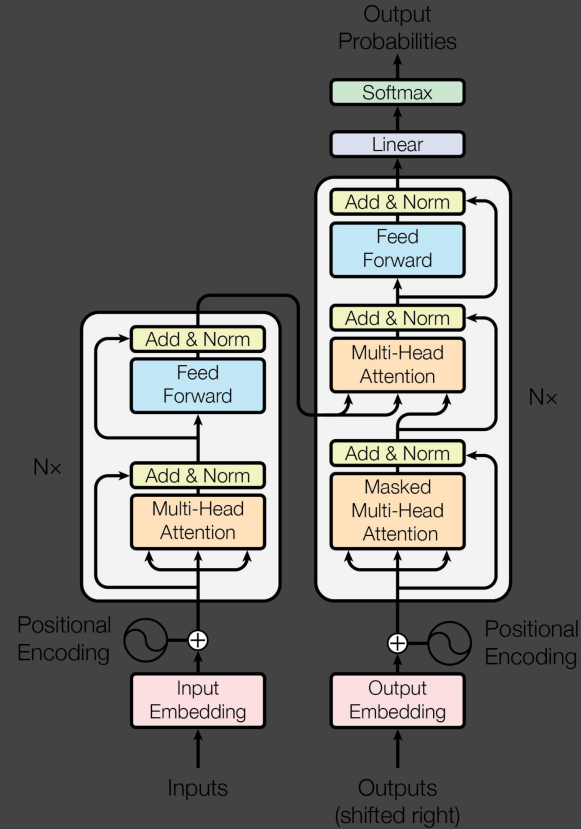 Output
Probabilities
Softmax
Linear
Add & Norm
Feed
Forward
Add & Norm
Multi-Head
Attention
Add & Norm
Masked
Multi-Head
Attention
N×
Add & Norm
Feed
Forward
Add & Norm
Multi-Head
Attention
N×
Positional
Encoding
Positional
Encoding
Input
Embedding
Output
Embedding
Inputs
Outputs
(shifted right)